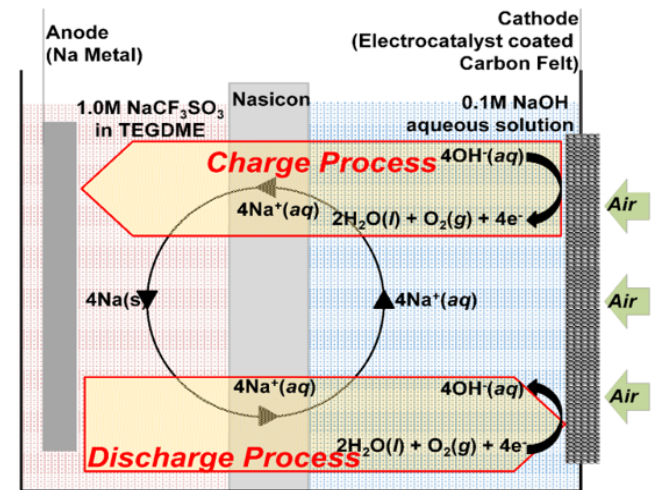 Anode
(Na Metal)
Cathode
(Electrocatalyst coated
Carbon Felt)
1.0M NaCF₃SO₃
in TEGDME
Nasicon
0.1M NaOH
aqueous solution
Charge Process
4OH⁻(aq)
4Na⁺(aq)
2H₂O(l) + O₂(g) + 4e⁻
Air
4Na(s)
4Na⁺(aq)
Air
4Na⁺(aq)
4OH⁻(aq)
Air
2H₂O(l) + O₂(g) + 4e⁻
Discharge Process